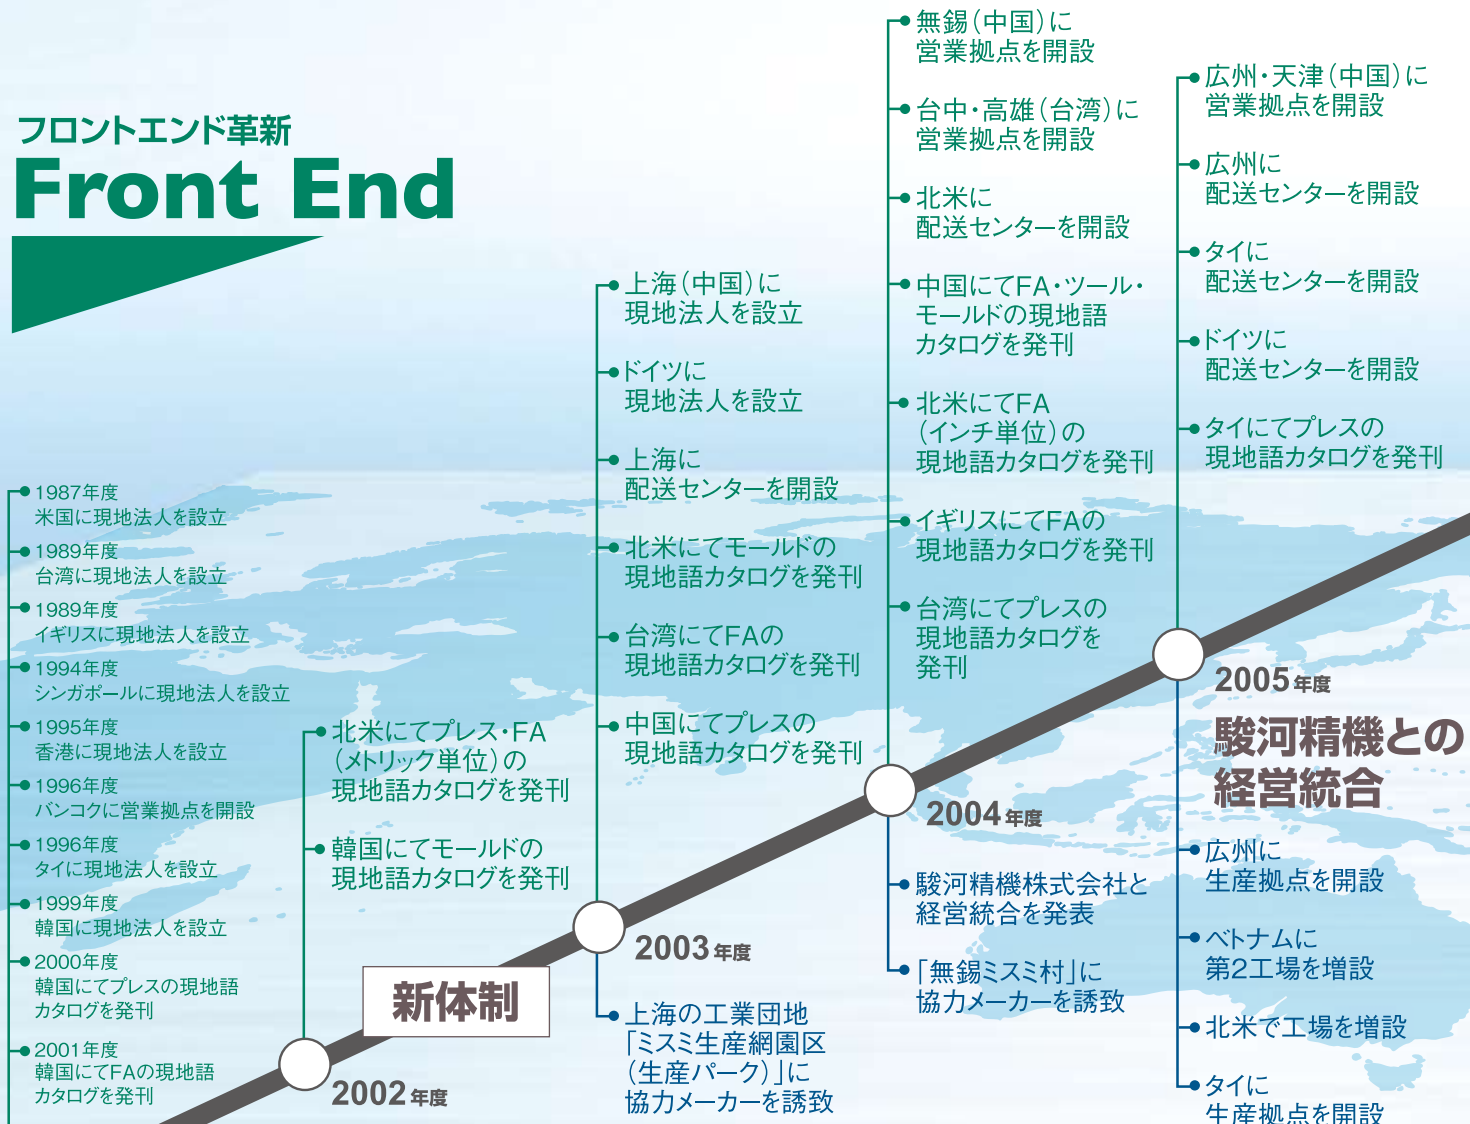 フロントエンド革新
Front End
1987年度
米国に現地法人を設立
1989年度
台湾に現地法人を設立
1989年度
イギリスに現地法人を設立
1994年度
シンガポールに現地法人を設立
1995年度
香港に現地法人を設立
1996年度
バンコクに営業拠点を開設
1996年度
タイに現地法人を設立
1999年度
韓国に現地法人を設立
2000年度
韓国にてプレスの現地語
カタログを発刊
2001年度
韓国にてFAの現地語
カタログを発刊
北米にてプレス・FA
（メトリック単位）の
現地語カタログを発刊
韓国にてモールドの
現地語カタログを発刊
2002年度
新体制
上海（中国）に
現地法人を設立
ドイツに
現地法人を設立
上海に
配送センターを開設
北米にてモールドの
現地語カタログを発刊
台湾にてFAの
現地語カタログを発刊
中国にてプレスの
現地語カタログを発刊
2003年度
上海の工業団地
「ミスミ生産網園区
（生産パーク）」に
協力メーカーを誘致
無錫（中国）に
営業拠点を開設
台中・高雄（台湾）に
営業拠点を開設
北米に
配送センターを開設
中国にてFA・ツール・
モールドの現地語
カタログを発刊
北米にてFA
（インチ単位）の
現地語カタログを発刊
イギリスにてFAの
現地語カタログを発刊
台湾にてプレスの
現地語カタログを
発刊
2004年度
駿河精機株式会社と
経営統合を発表
「無錫ミスミ村」に
協力メーカーを誘致
広州・天津（中国）に
営業拠点を開設
広州に
配送センターを開設
タイに
配送センターを開設
ドイツに
配送センターを開設
タイにてプレスの
現地語カタログを発刊
2005年度
駿河精機との
経営統合
広州に
生産拠点を開設
ベトナムに
第2工場を増設
北米で工場を増設
タイに
生産拠点を開設